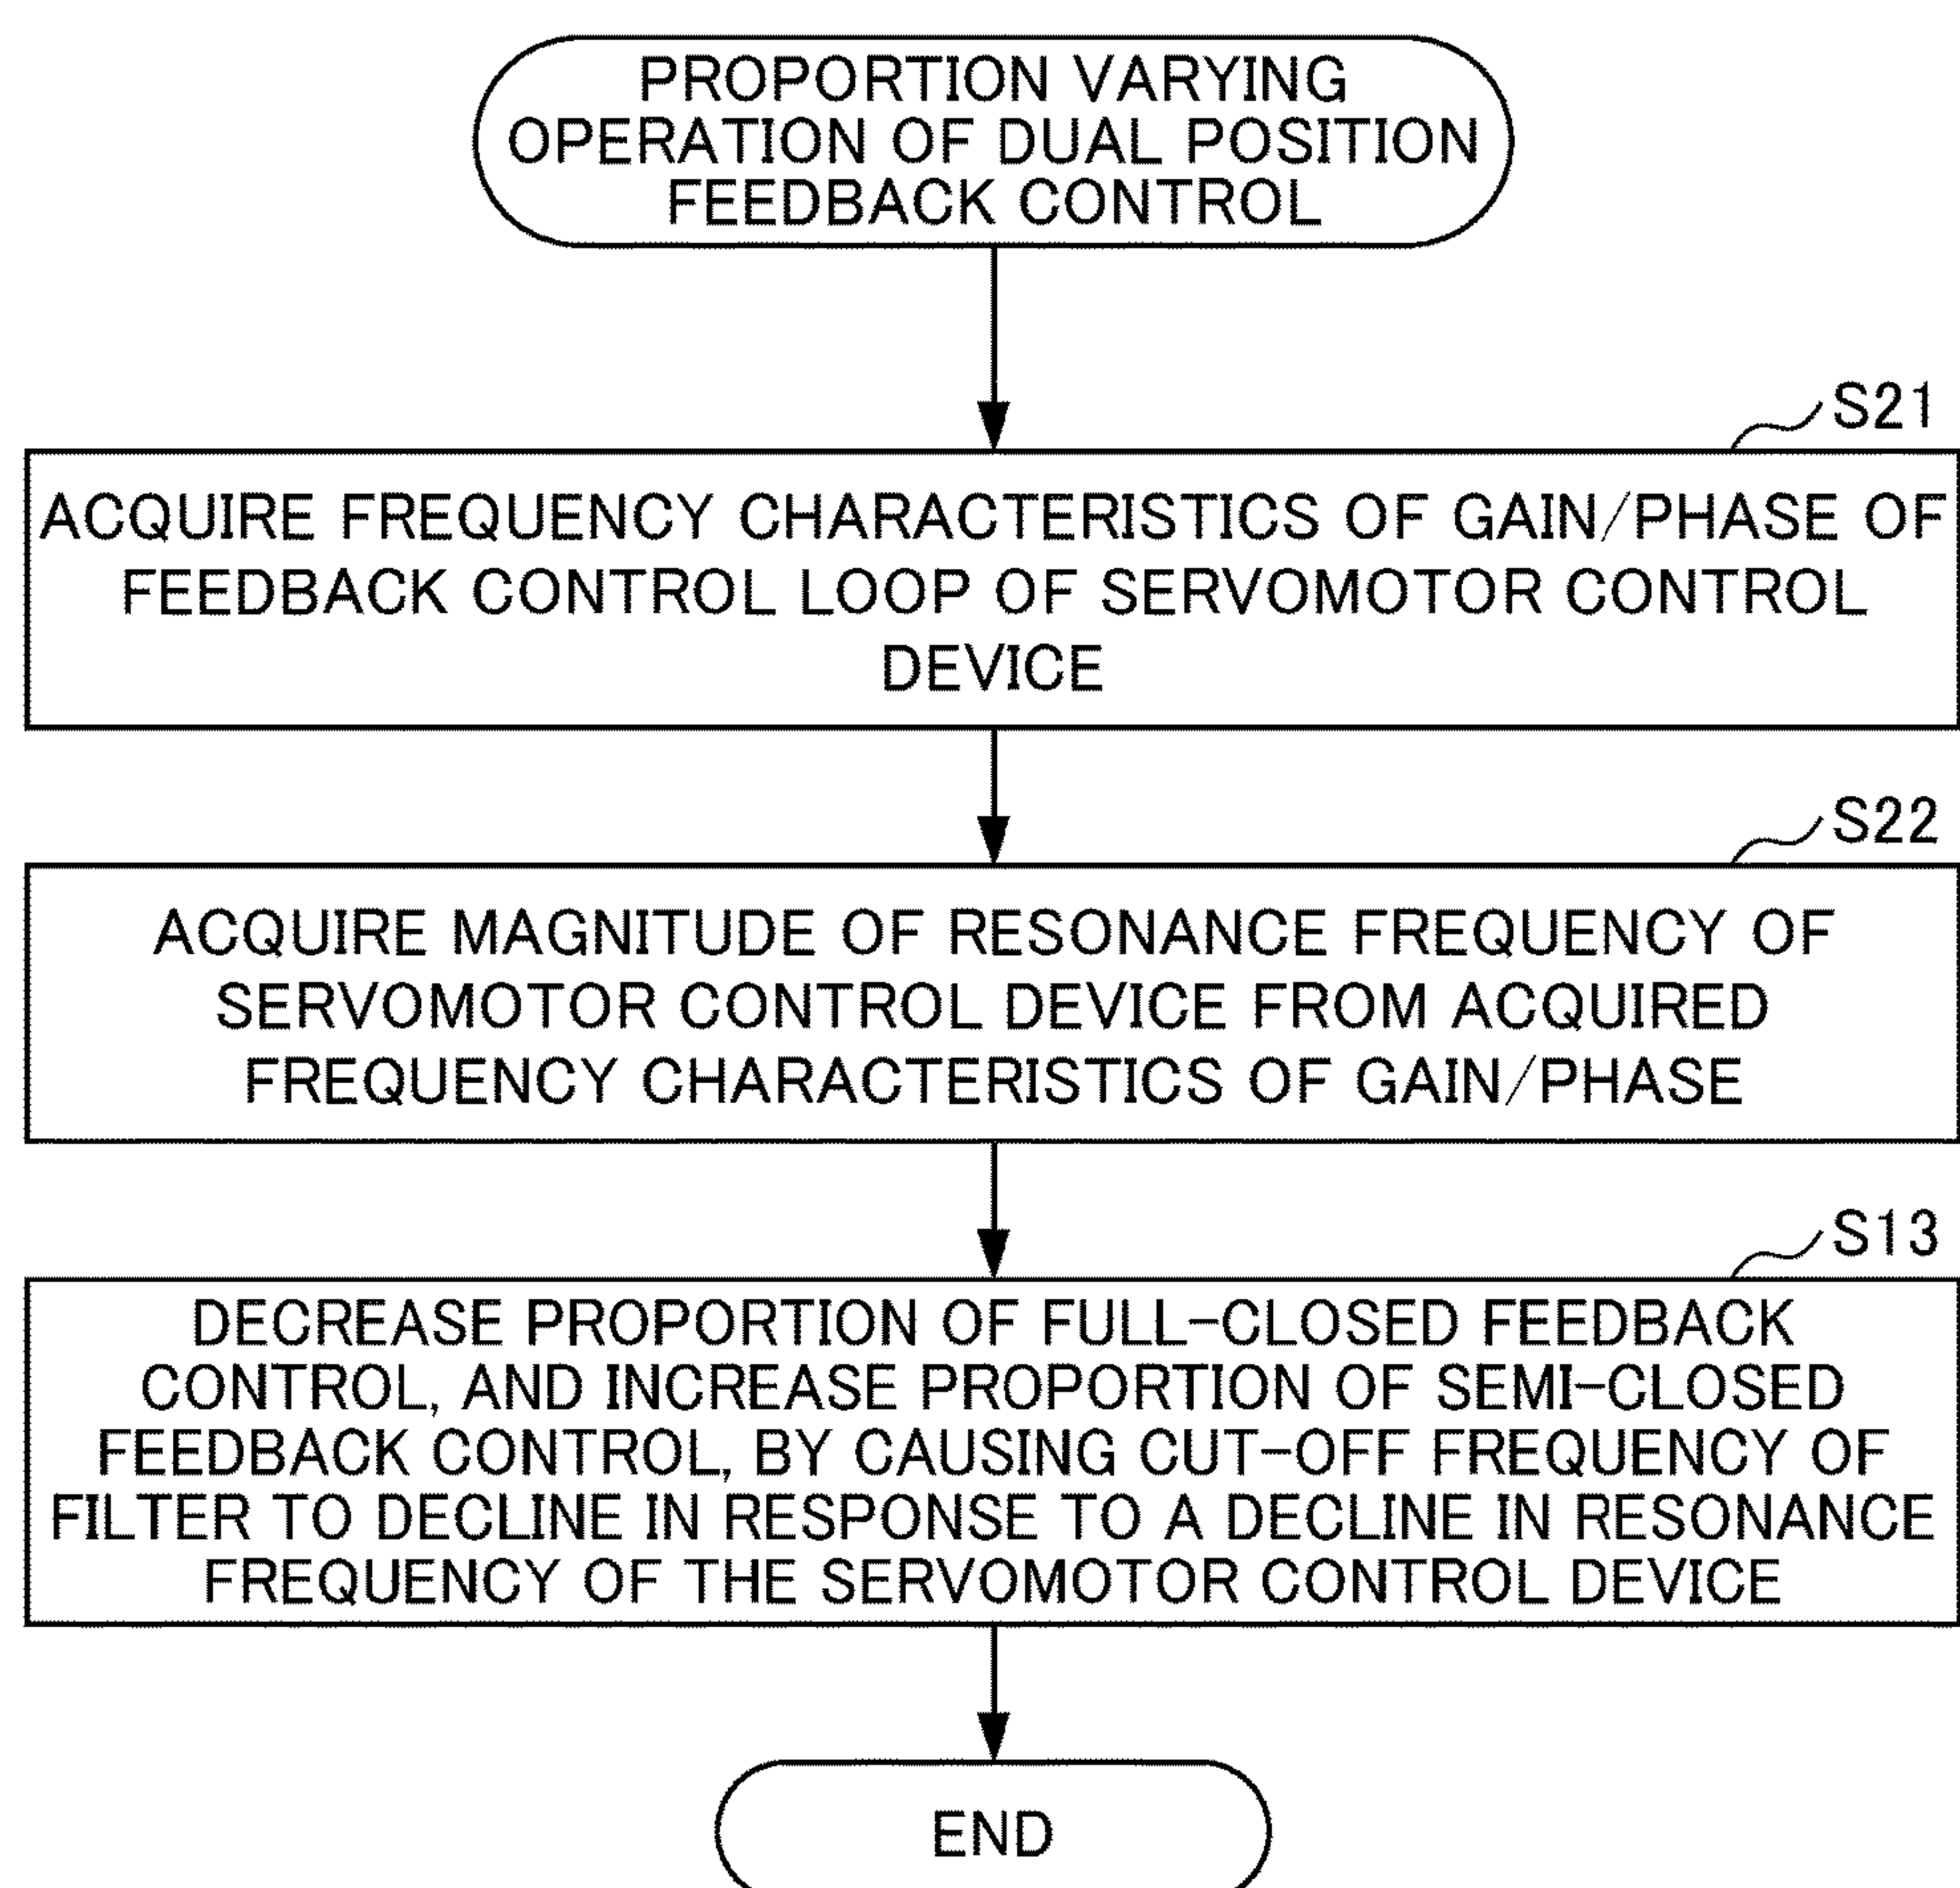 PROPORTION VARYING
OPERATION OF DUAL POSITION
FEEDBACK CONTROL
S21
ACQUIRE FREQUENCY CHARACTERISTICS OF GAIN/PHASE OF
FEEDBACK CONTROL LOOP OF SERVOMOTOR CONTROL
DEVICE
S22
ACQUIRE MAGNITUDE OF RESONANCE FREQUENCY OF
SERVOMOTOR CONTROL DEVICE FROM ACQUIRED
FREQUENCY CHARACTERISTICS OF GAIN/PHASE
S13
DECREASE PROPORTION OF FULL-CLOSED FEEDBACK
CONTROL, AND INCREASE PROPORTION OF SEMI-CLOSED
FEEDBACK CONTROL, BY CAUSING CUT-OFF FREQUENCY OF
FILTER TO DECLINE IN RESPONSE TO A DECLINE IN RESONANCE
FREQUENCY OF THE SERVOMOTOR CONTROL DEVICE
END